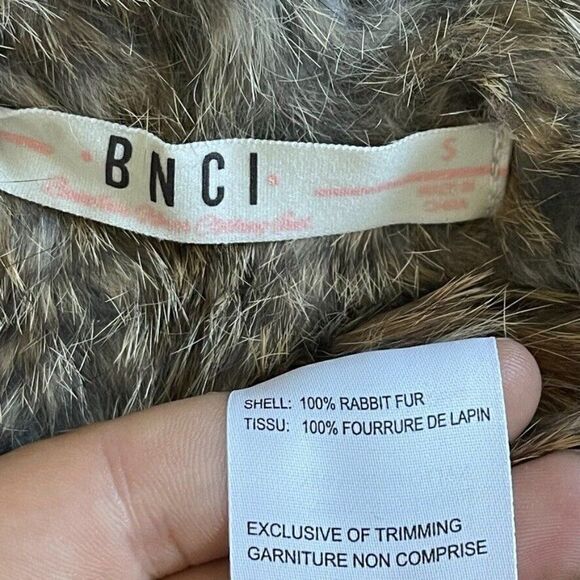 BNCI
S
SHELL: 100% RABBIT FUR
TISSU: 100% FOURRURE DE LAPIN
EXCLUSIVE OF TRIMMING
GARNITURE NON COMPRISE